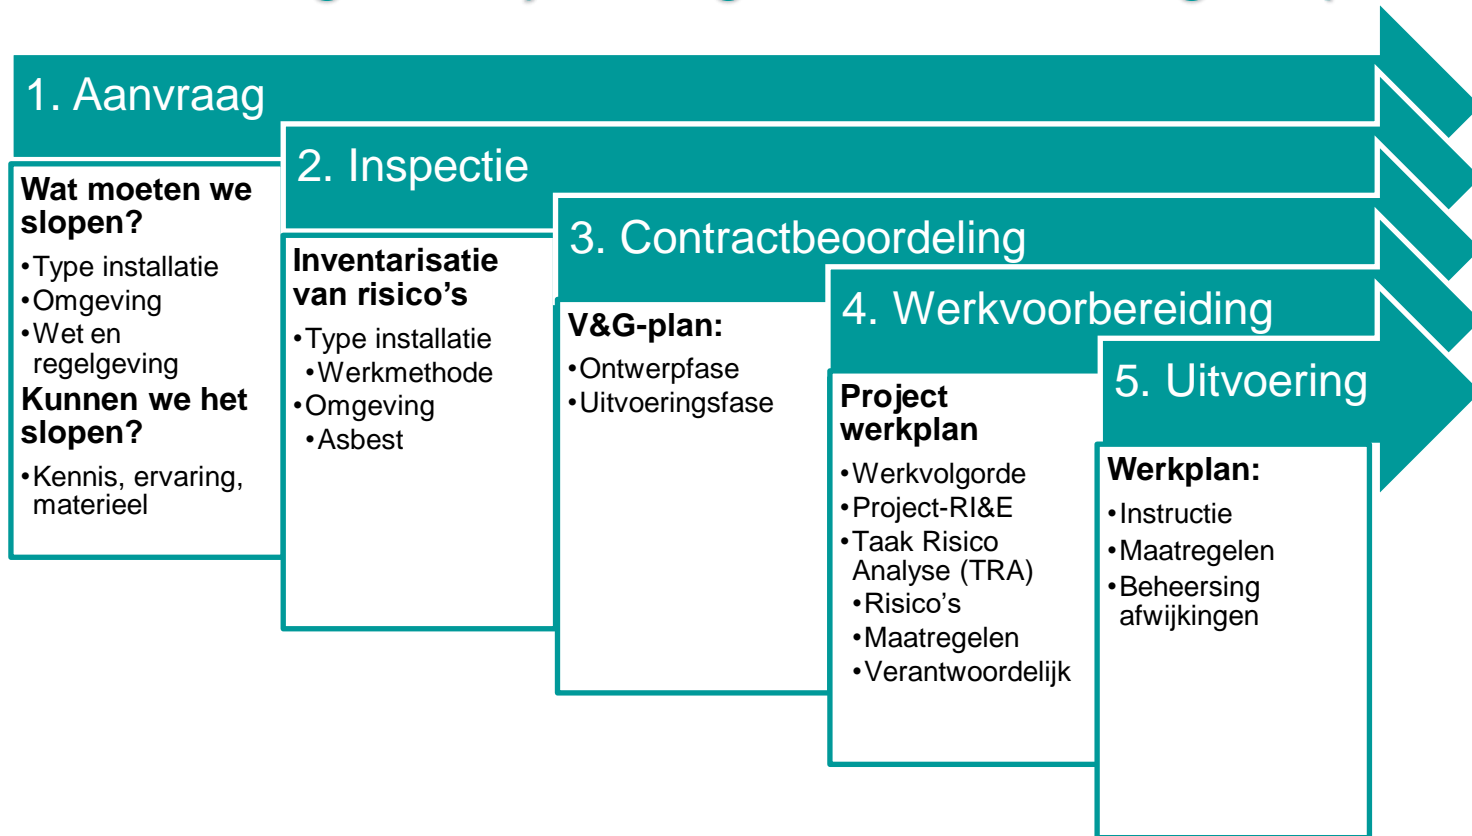 1. Aanvraag
Wat moeten we
slopen?
•Type installatie
•Omgeving
•Wet en
regelgeving
Kunnen we het
slopen?
•Kennis, ervaring,
materieel
2. Inspectie
Inventarisatie
van risico’s
•Type installatie
•Werkmethode
•Omgeving
•Asbest
3. Contractbeoordeling
V&G-plan:
•Ontwerpfase
•Uitvoeringsfase
4. Werkvoorbereiding
Project
werkplan
•Werkvolgorde
•Project-RI&E
•Taak Risico
Analyse (TRA)
•Risico’s
•Maatregelen
•Verantwoordelijk
5. Uitvoering
Werkplan:
•Instructie
•Maatregelen
•Beheersing
afwijkingen